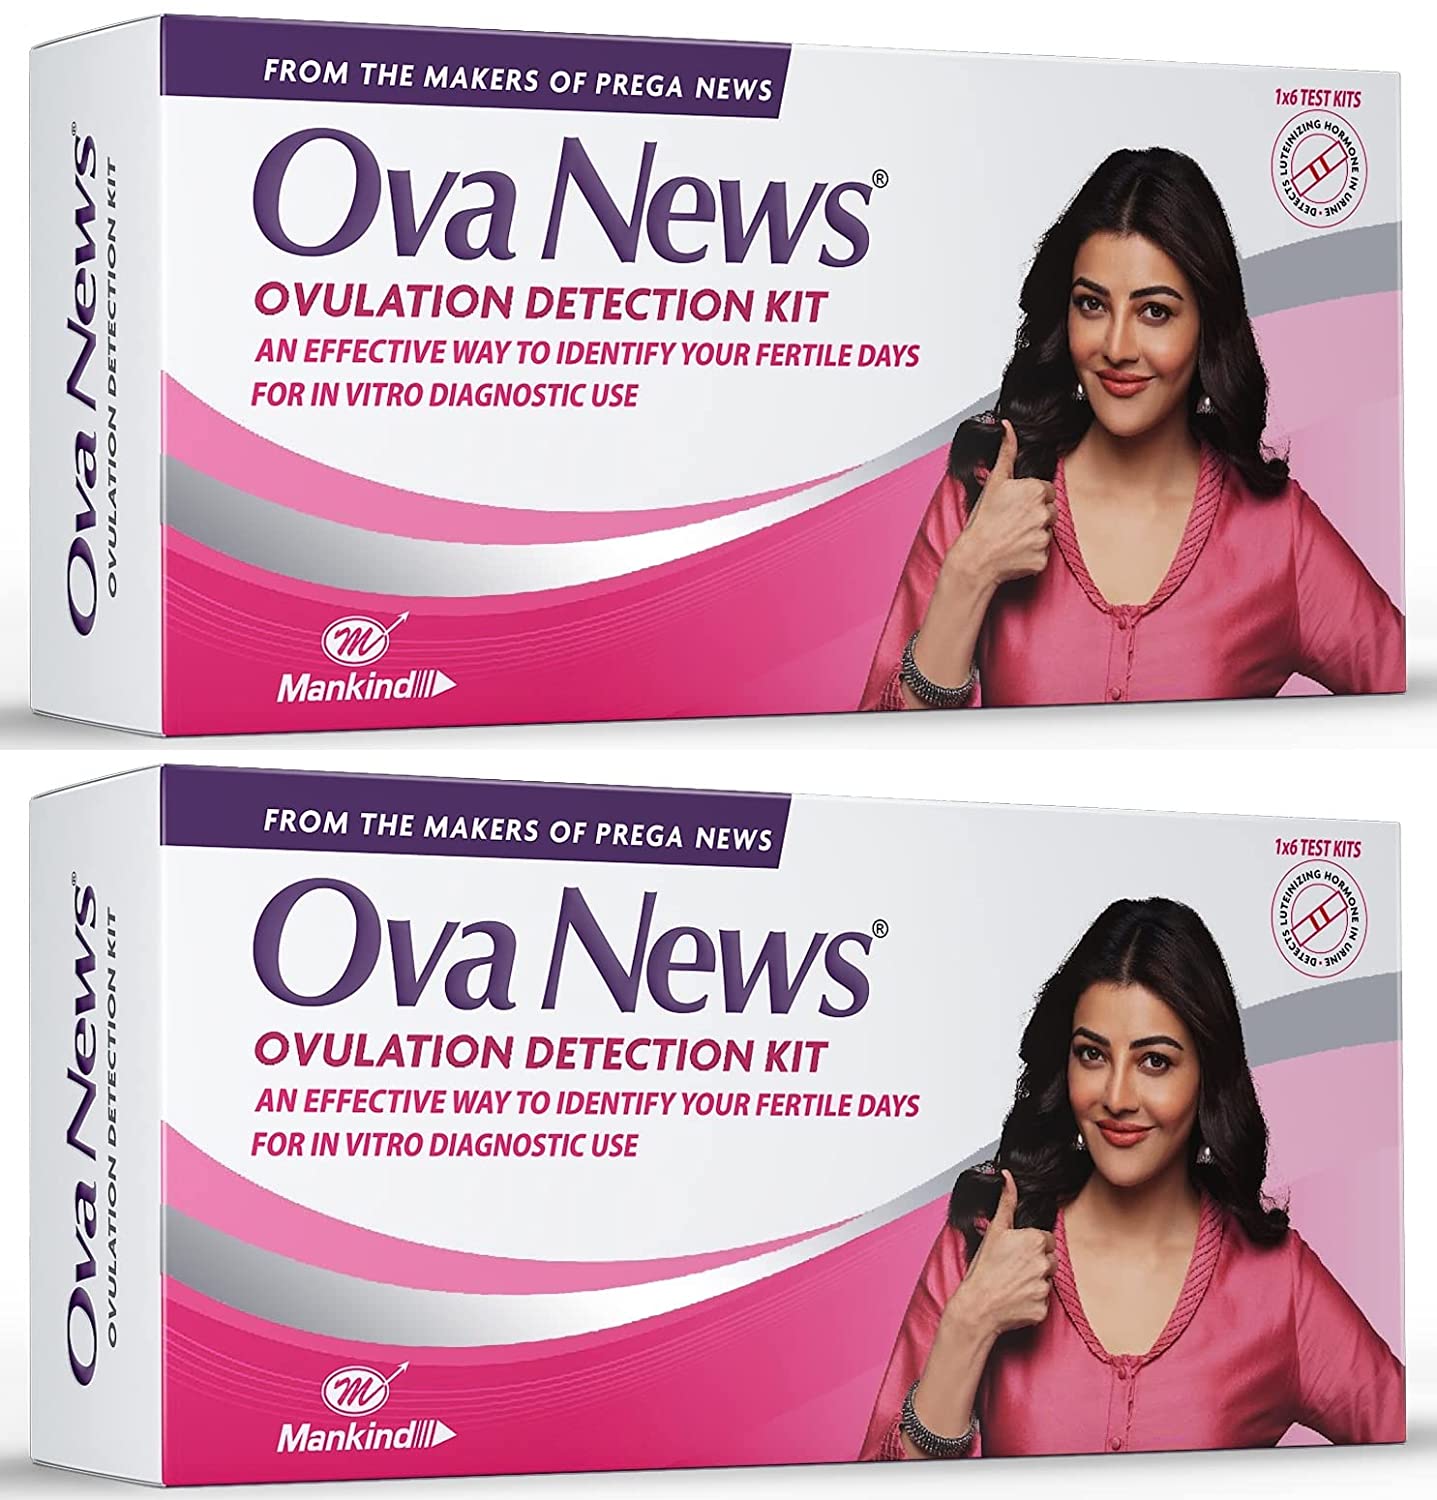 FROM THE MAKERS OF PREGA NEWS
1x6 TEST KITS
DETECTS LUTEINIZING HORMONE IN URINE •
Ova News®
OVULATION DETECTION KIT
AN EFFECTIVE WAY TO IDENTIFY YOUR FERTILE DAYS
FOR IN VITRO DIAGNOSTIC USE
m
Mankind
Ova News®
OVULATION DETECTION KIT
FROM THE MAKERS OF PREGA NEWS
1x6 TEST KITS
DETECTS LUTEINIZING HORMONE IN URINE •
Ova News®
OVULATION DETECTION KIT
AN EFFECTIVE WAY TO IDENTIFY YOUR FERTILE DAYS
FOR IN VITRO DIAGNOSTIC USE
m
Mankind
Ova News®
OVULATION DETECTION KIT